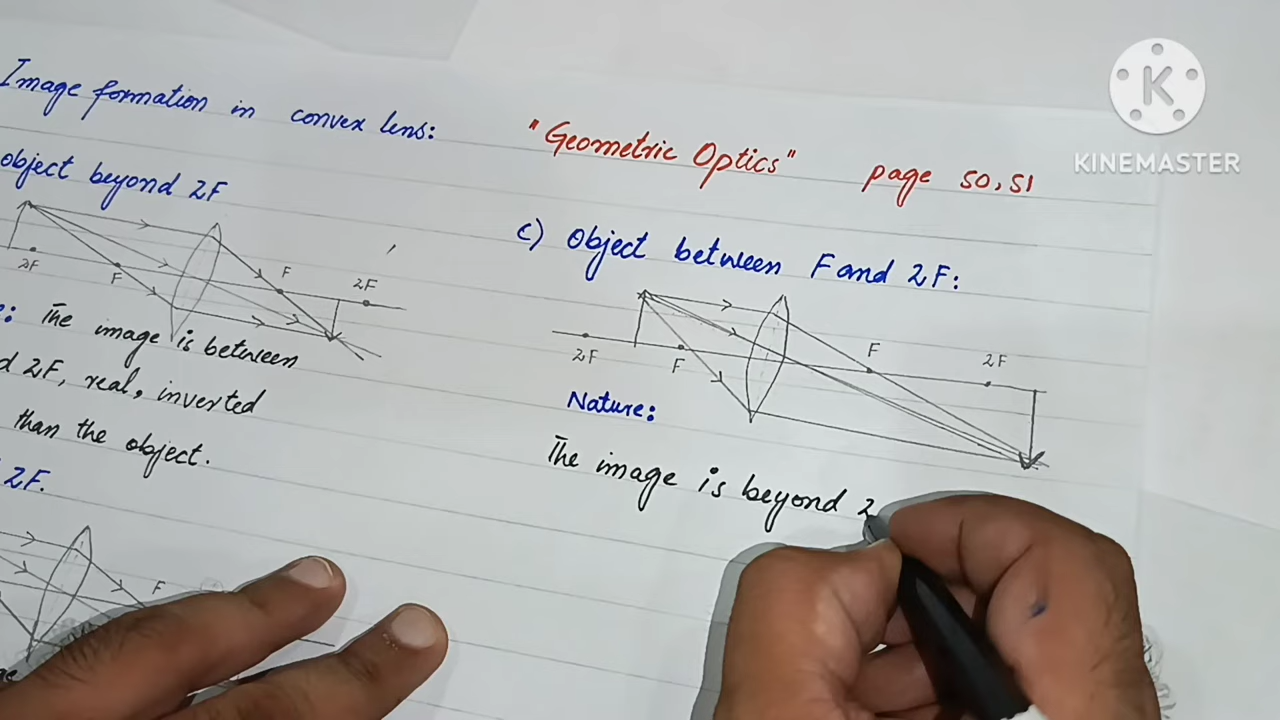 Image formation in convex lens:
object beyond 2F
2F
F
F
2F
The image is between
2F, real, inverted
than the object.
2F.
F
"Geometric Optics" page 50, 51
c) Object between F and 2F:
2F
F
F
2F
Nature:
The image is beyond 2
K
KINEMASTER